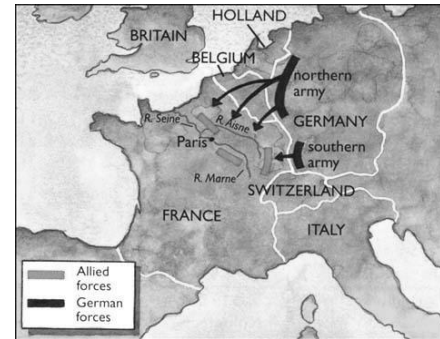 HOLLAND
BRITAIN
BELGIUM
northern
army
R. Seine
R. Aisne
GERMANY
Paris
southern
army
R. Marne
SWITZERLAND
FRANCE
ITALY
Allied
forces
German
forces